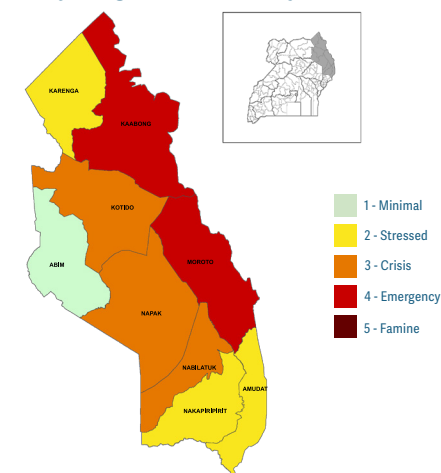 KARENGA
KAABONG
KOTIDO
ABIM
MOROTO
NAPAK
NABILATUK
AMUDAT
NAKAPIRIPIRIT
1 - Minimal
2 - Stressed
3 - Crisis
4 - Emergency
5 - Famine